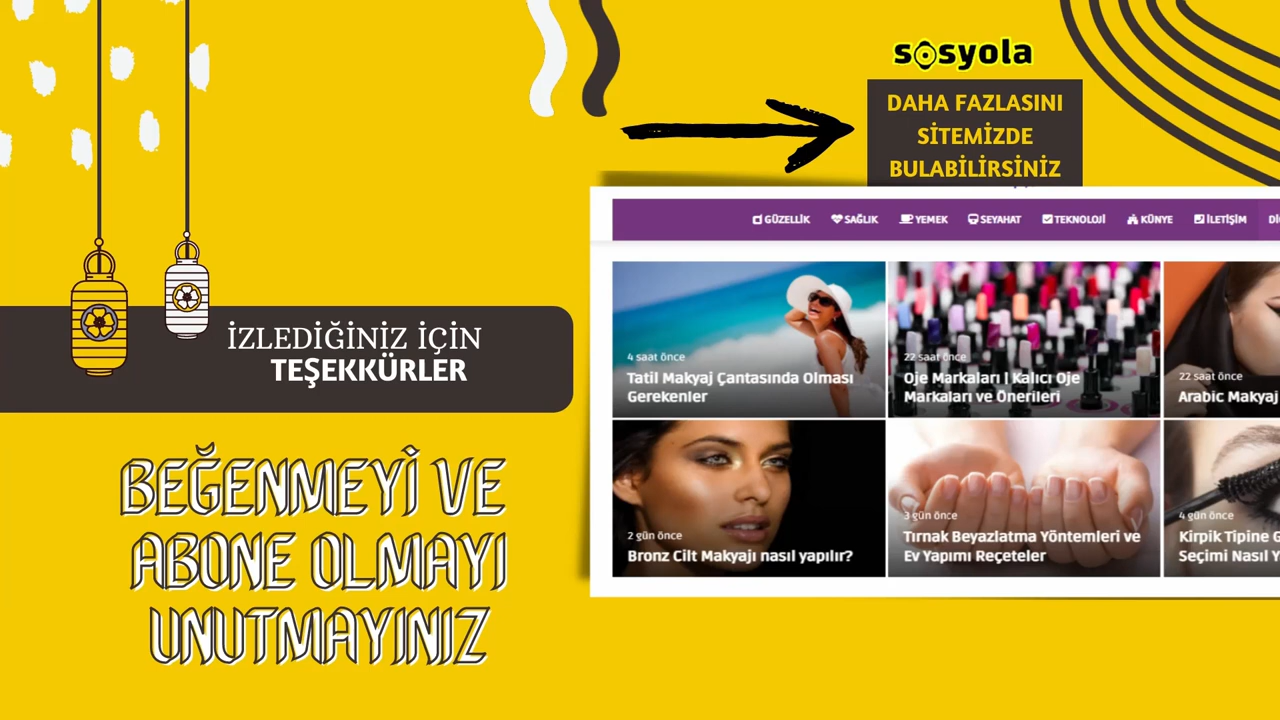 sosyola
DAHA FAZLASINI
SİTEMİZDE
BULABİLİRSİNİZ
GÜZELLİK SAĞLIK YEMEK SEYAHAT TEKNOLOJİ KÜNYE İLETİŞİM
4 saat önce
Tatil Makyaj Çantasında Olması
Gerekenler
22 saat önce
Oje Markaları | Kalıcı Oje
Markaları ve Önerileri
22 saat önce
Arabic Makyaj
2 gün önce
Bronz Cilt Makyajı nasıl yapılır?
3 gün önce
Tırnak Beyazlatma Yöntemleri ve
Ev Yapımı Reçeteler
4 gün önce
Kirpik Tipine G
Seçimi Nasıl Y
İZLEDİĞİNİZ İÇİN
TEŞEKKÜRLER
BEĞENMEYİ VE
ABONE OLMAYI
UNUTMAYINIZ